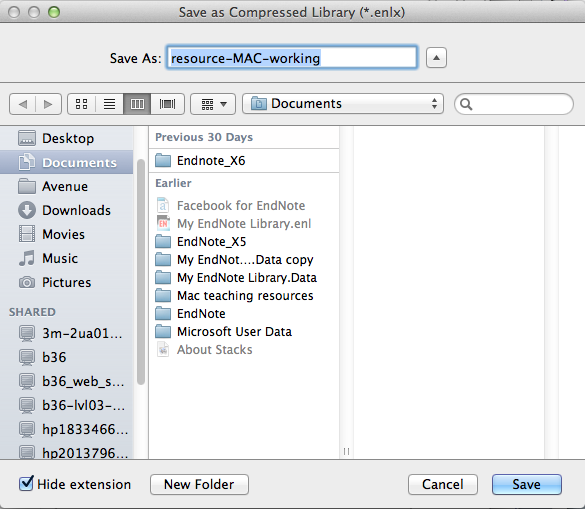 Save as Compressed Library (*.enlx)
Save As: resource-MAC-working
Documents
Desktop
Documents
Avenue
Downloads
Movies
Music
Pictures
SHARED
3m-2ua01...
b36
b36_web_s...
b36-lvl03-...
hp1833466...
hp2013796...
Previous 30 Days
Endnote_X6
Earlier
Facebook for EndNote
My EndNote Library.enl
EndNote_X5
My EndNot....Data copy
My EndNote Library.Data
Mac teaching resources
EndNote
Microsoft User Data
About Stacks
Hide extension
New Folder
Cancel
Save